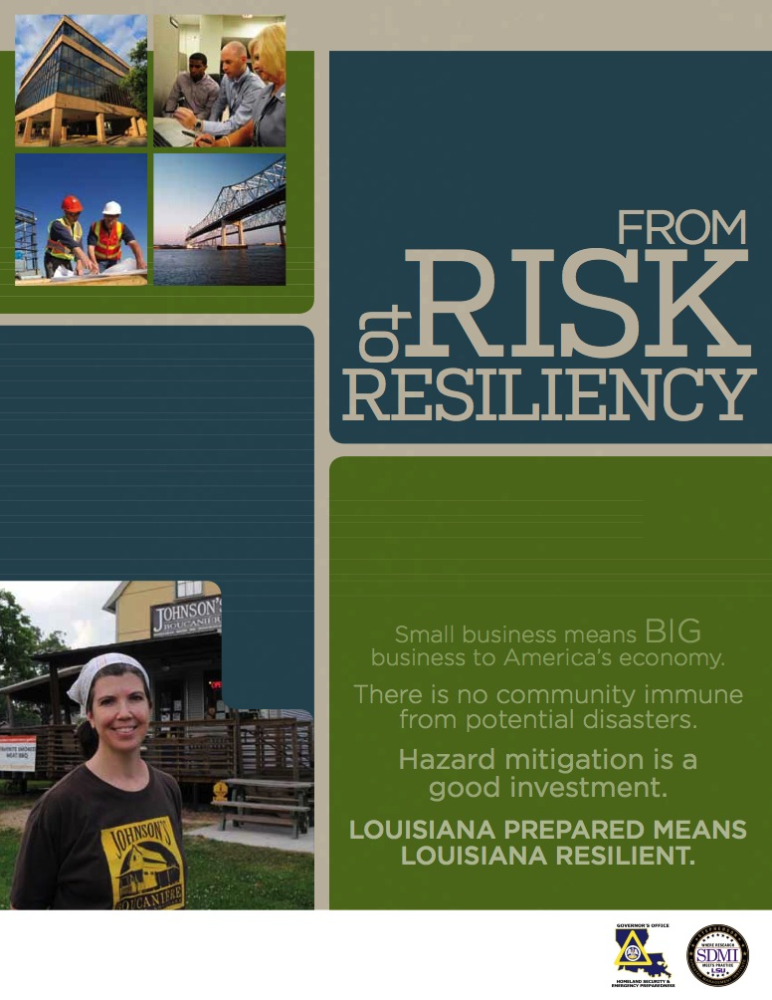 FROM
RISK
to
RESILIENCY
JOHNSON'S
BOUCANIÈRE
JOHNSON'S
BOUCANIERE
Small business means BIG
business to America's economy.
There is no community immune
from potential disasters.
Hazard mitigation is a
good investment.
LOUISIANA PREPARED MEANS
LOUISIANA RESILIENT.
GOVERNOR'S OFFICE
HOMELAND SECURITY &
EMERGENCY PREPAREDNESS
WHERE RESEARCH
SDMI
MEETS PRACTICE
LSU